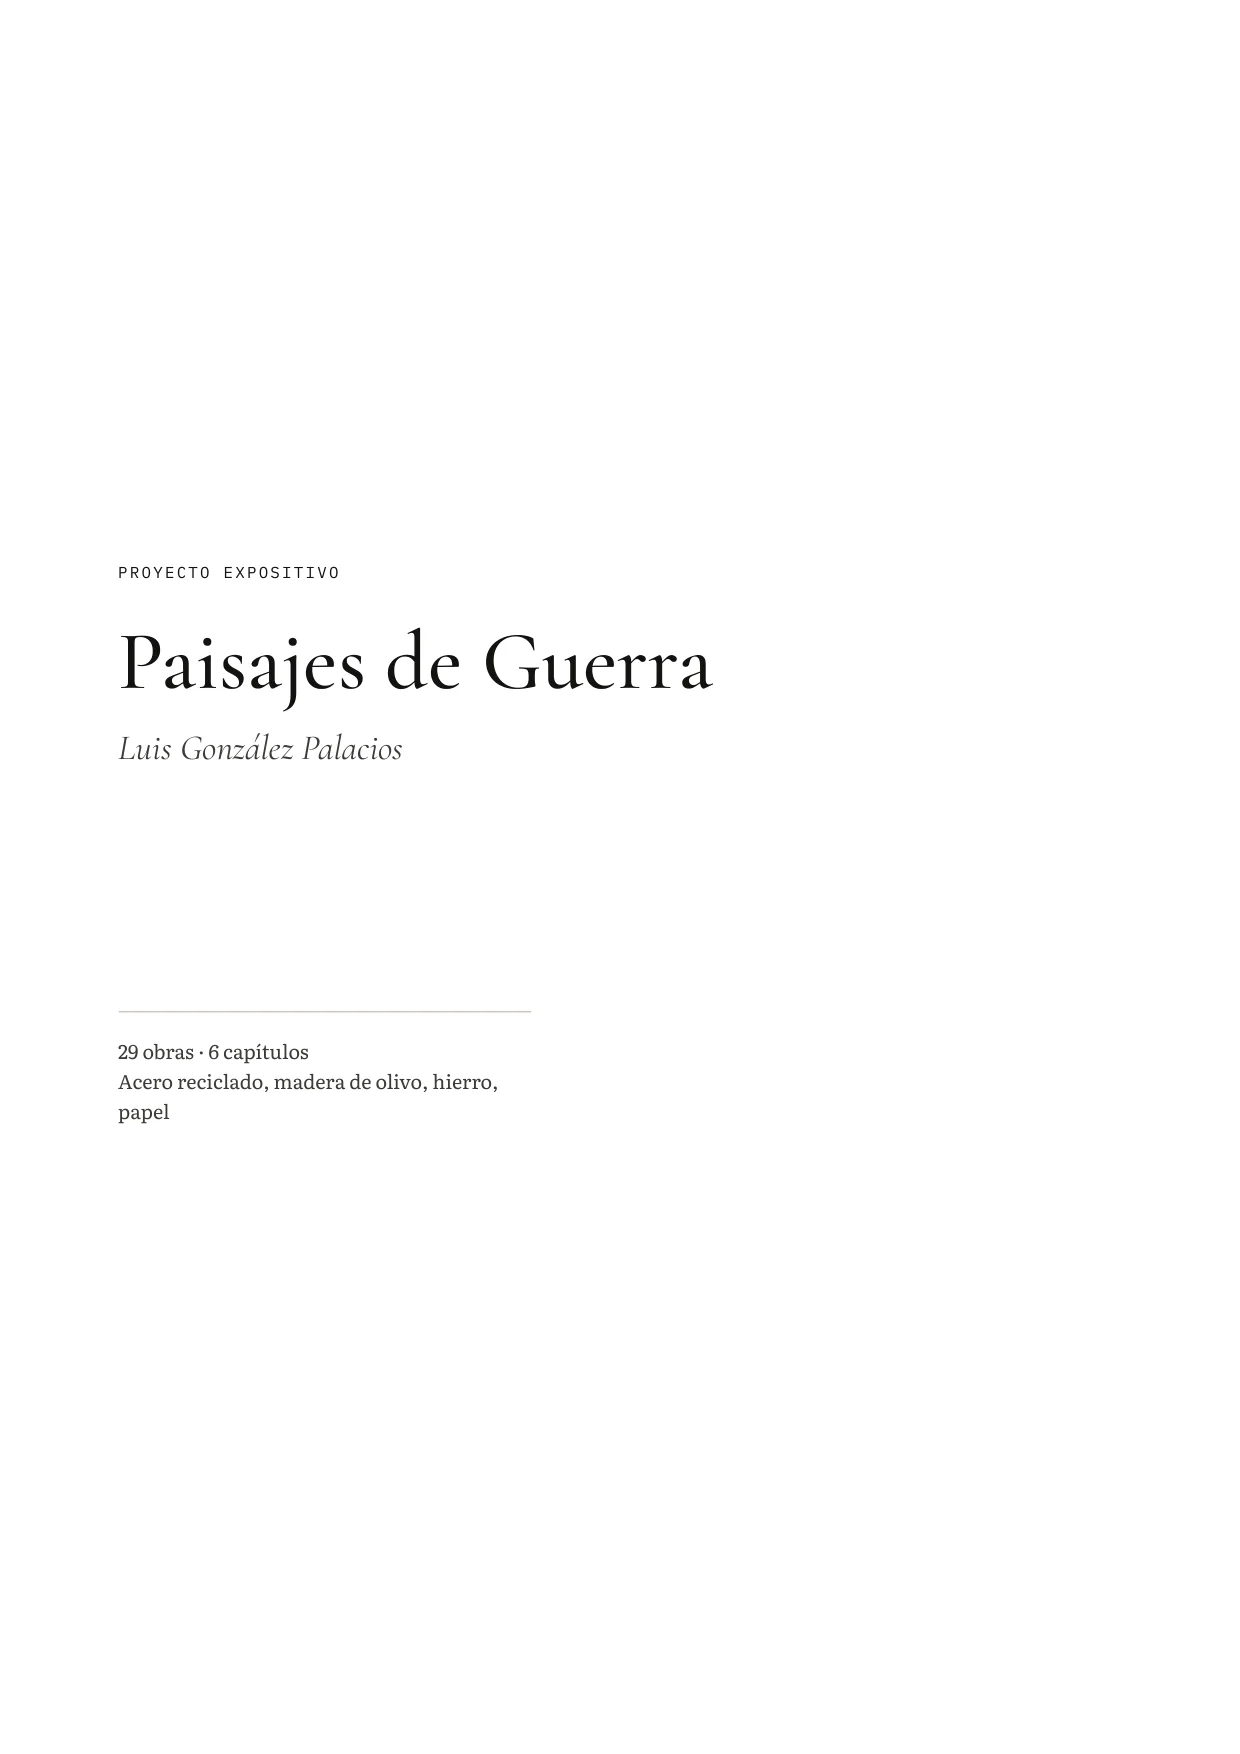 PROYECTO EXPOSITIVO
Paisajes de Guerra
Luis González Palacios
29 obras · 6 capítulos
Acero reciclado, madera de olivo, hierro,
papel